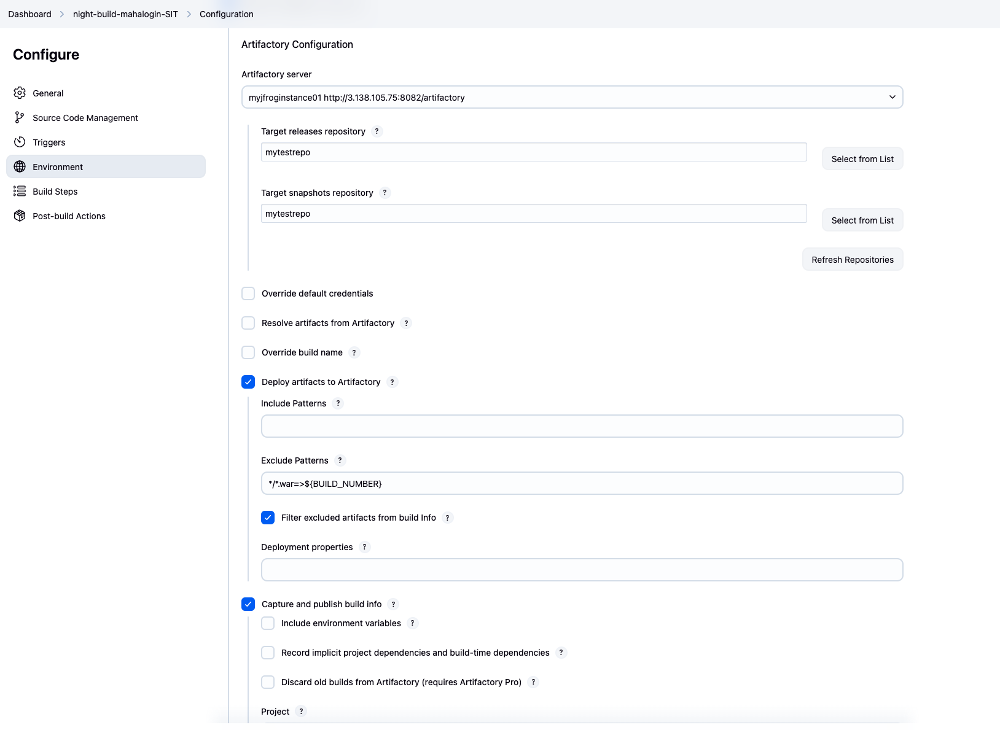 Dashboard > night-build-mahalogin-SIT > Configuration
Configure
General
Source Code Management
Triggers
Environment
Build Steps
Post-build Actions
Artifactory Configuration
Artifactory server
myjfroginstance01 http://3.138.105.75:8082/artifactory
Target releases repository ?
mytestrepo
Select from List
Target snapshots repository ?
mytestrepo
Select from List
Refresh Repositories
Override default credentials
Resolve artifacts from Artifactory ?
Override build name ?
Deploy artifacts to Artifactory ?
Include Patterns ?
Exclude Patterns ?
*/*.war=>${BUILD_NUMBER}
Filter excluded artifacts from build Info ?
Deployment properties ?
Capture and publish build info ?
Include environment variables ?
Record implicit project dependencies and build-time dependencies ?
Discard old builds from Artifactory (requires Artifactory Pro) ?
Project ?